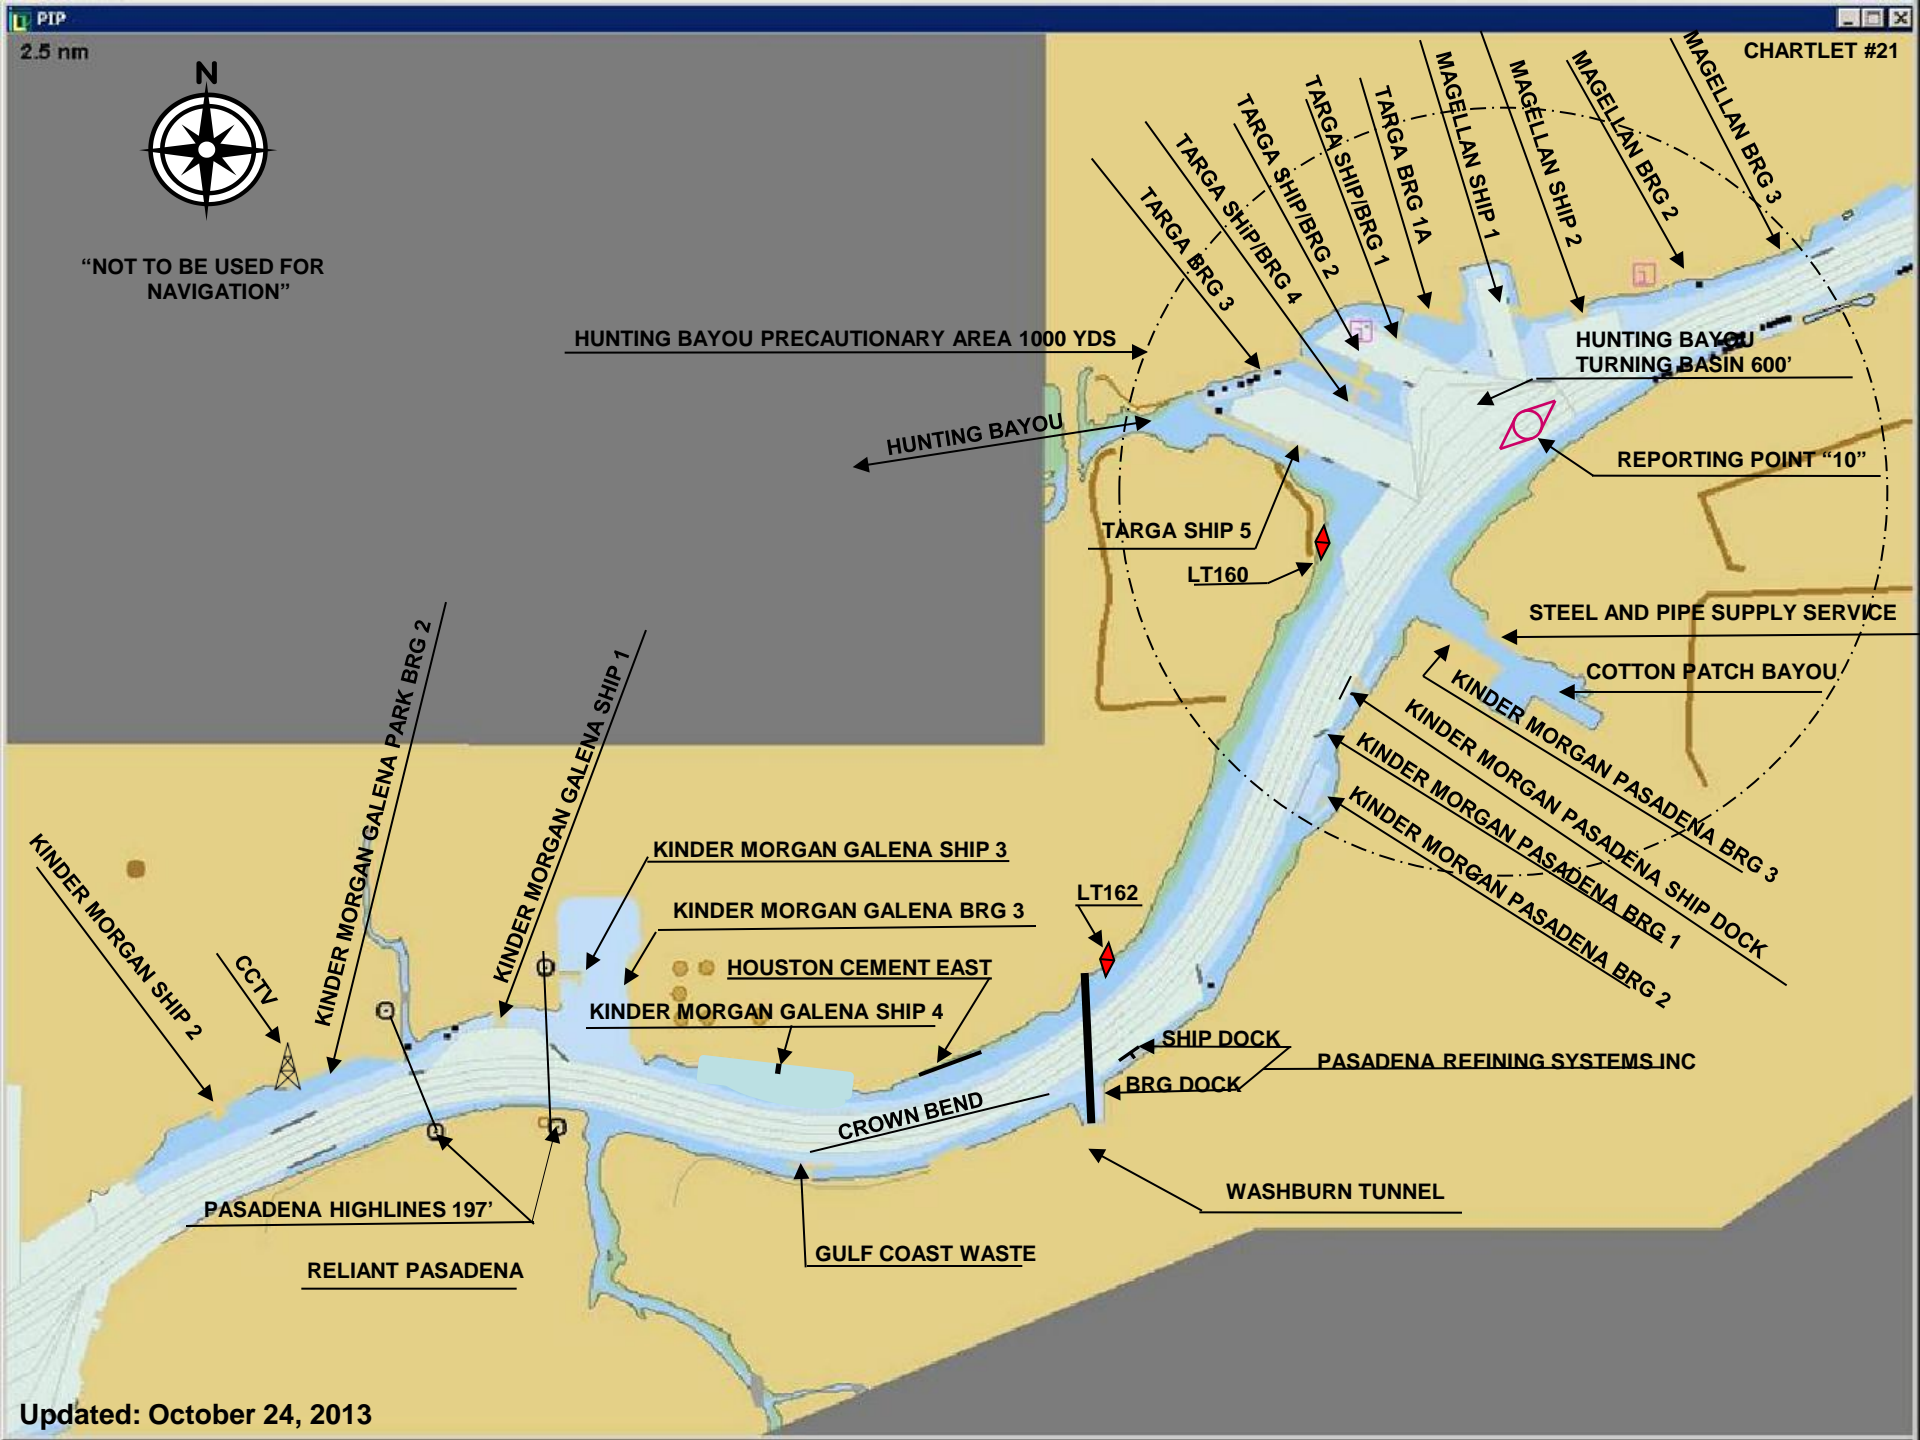 PIP
2.5 nm
CHARTLET #21
N
“NOT TO BE USED FOR
NAVIGATION”
TARGA BRG 3
TARGA SHIP/BRG 4
TARGA SHIP/BRG 2
TARGA SHIP/BRG 1
TARGA BRG 1A
MAGELLAN SHIP 1
MAGELLAN SHIP 2
MAGELLAN BRG 2
MAGELLAN BRG 3
HUNTING BAYOU PRECAUTIONARY AREA 1000 YDS
HUNTING BAYOU
TURNING BASIN 600’
HUNTING BAYOU
REPORTING POINT “10”
TARGA SHIP 5
LT160
STEEL AND PIPE SUPPLY SERVICE
COTTON PATCH BAYOU
KINDER MORGAN PASADENA BRG 3
KINDER MORGAN PASADENA SHIP DOCK
KINDER MORGAN PASADENA BRG 1
KINDER MORGAN PASADENA BRG 2
KINDER MORGAN SHIP 2
CCTV
KINDER MORGAN GALENA PARK BRG 2
KINDER MORGAN GALENA SHIP 1
KINDER MORGAN GALENA SHIP 3
KINDER MORGAN GALENA BRG 3
HOUSTON CEMENT EAST
KINDER MORGAN GALENA SHIP 4
LT162
SHIP DOCK
BRG DOCK
PASADENA REFINING SYSTEMS INC
CROWN BEND
WASHBURN TUNNEL
PASADENA HIGHLINES 197’
RELIANT PASADENA
GULF COAST WASTE
Updated: October 24, 2013